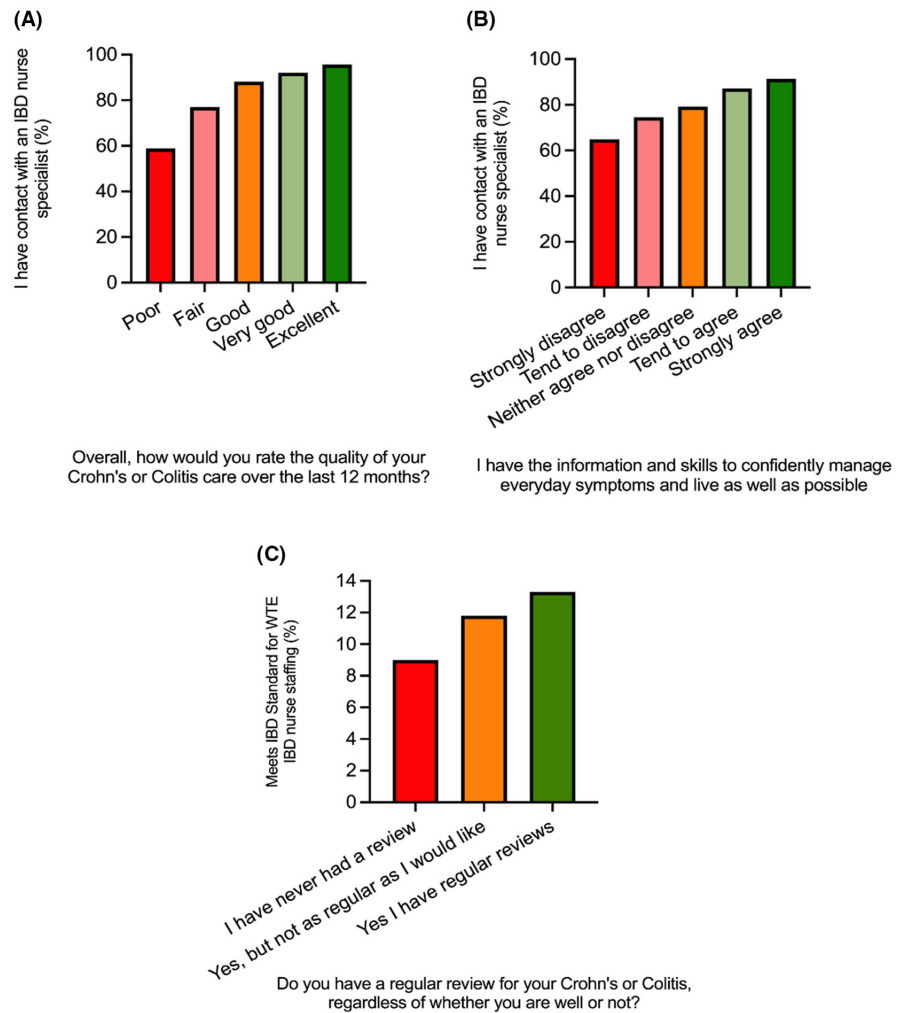 (A)
I have contact with an IBD nurse
specialist (%)
100
80
60
40
20
0
Poor
Fair
Good
Very good
Excellent
Overall, how would you rate the quality of your
Crohn's or Colitis care over the last 12 months?
(B)
I have contact with an IBD
nurse specialist (%)
100
80
60
40
20
0
Strongly disagree
Tend to disagree
Neither agree nor disagree
Tend to agree
Strongly agree
I have the information and skills to confidently manage
everyday symptoms and live as well as possible
(C)
Meets IBD Standard for WTE
IBD nurse staffing (%)
14
12
10
8
6
4
2
0
I have never had a review
Yes, but not as regular as I would like
Yes I have regular reviews
Do you have a regular review for your Crohn's or Colitis,
regardless of whether you are well or not?